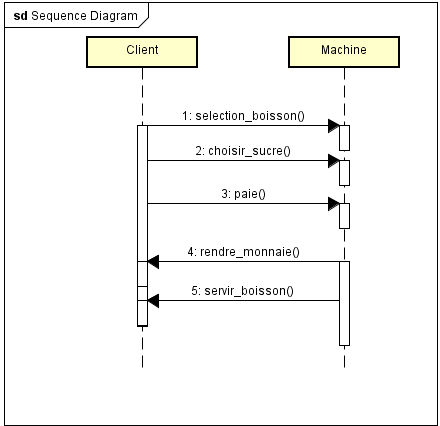 sd Sequence Diagram
Client Machine
1: selection_boisson()
2: choisir_sucre()
3: paie()
4: rendre_monnaie()
5: servir_boisson()